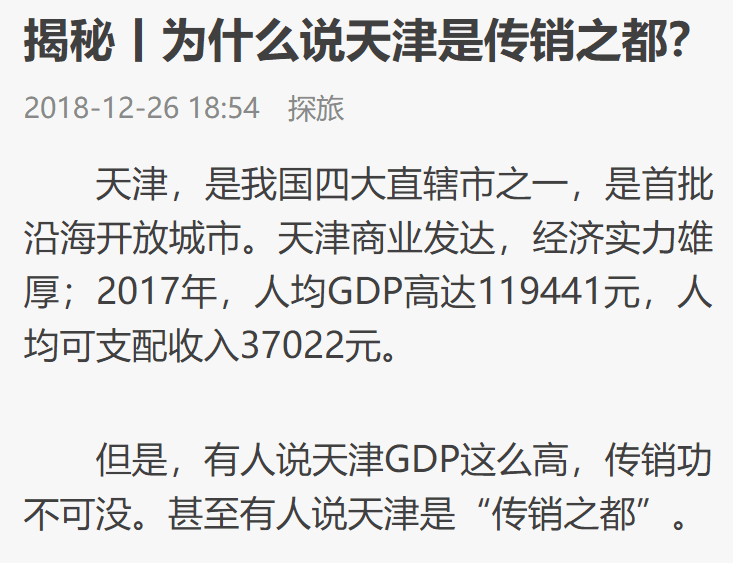 揭秘丨为什么说天津是传销之都？
2018-12-26 18:54 探旅
天津，是我国四大直辖市之一，是首批
沿海开放城市。天津商业发达，经济实力雄
厚；2017年，人均GDP高达119441元，人
均可支配收入37022元。
但是，有人说天津GDP这么高，传销功
不可没。甚至有人说天津是“传销之都”。